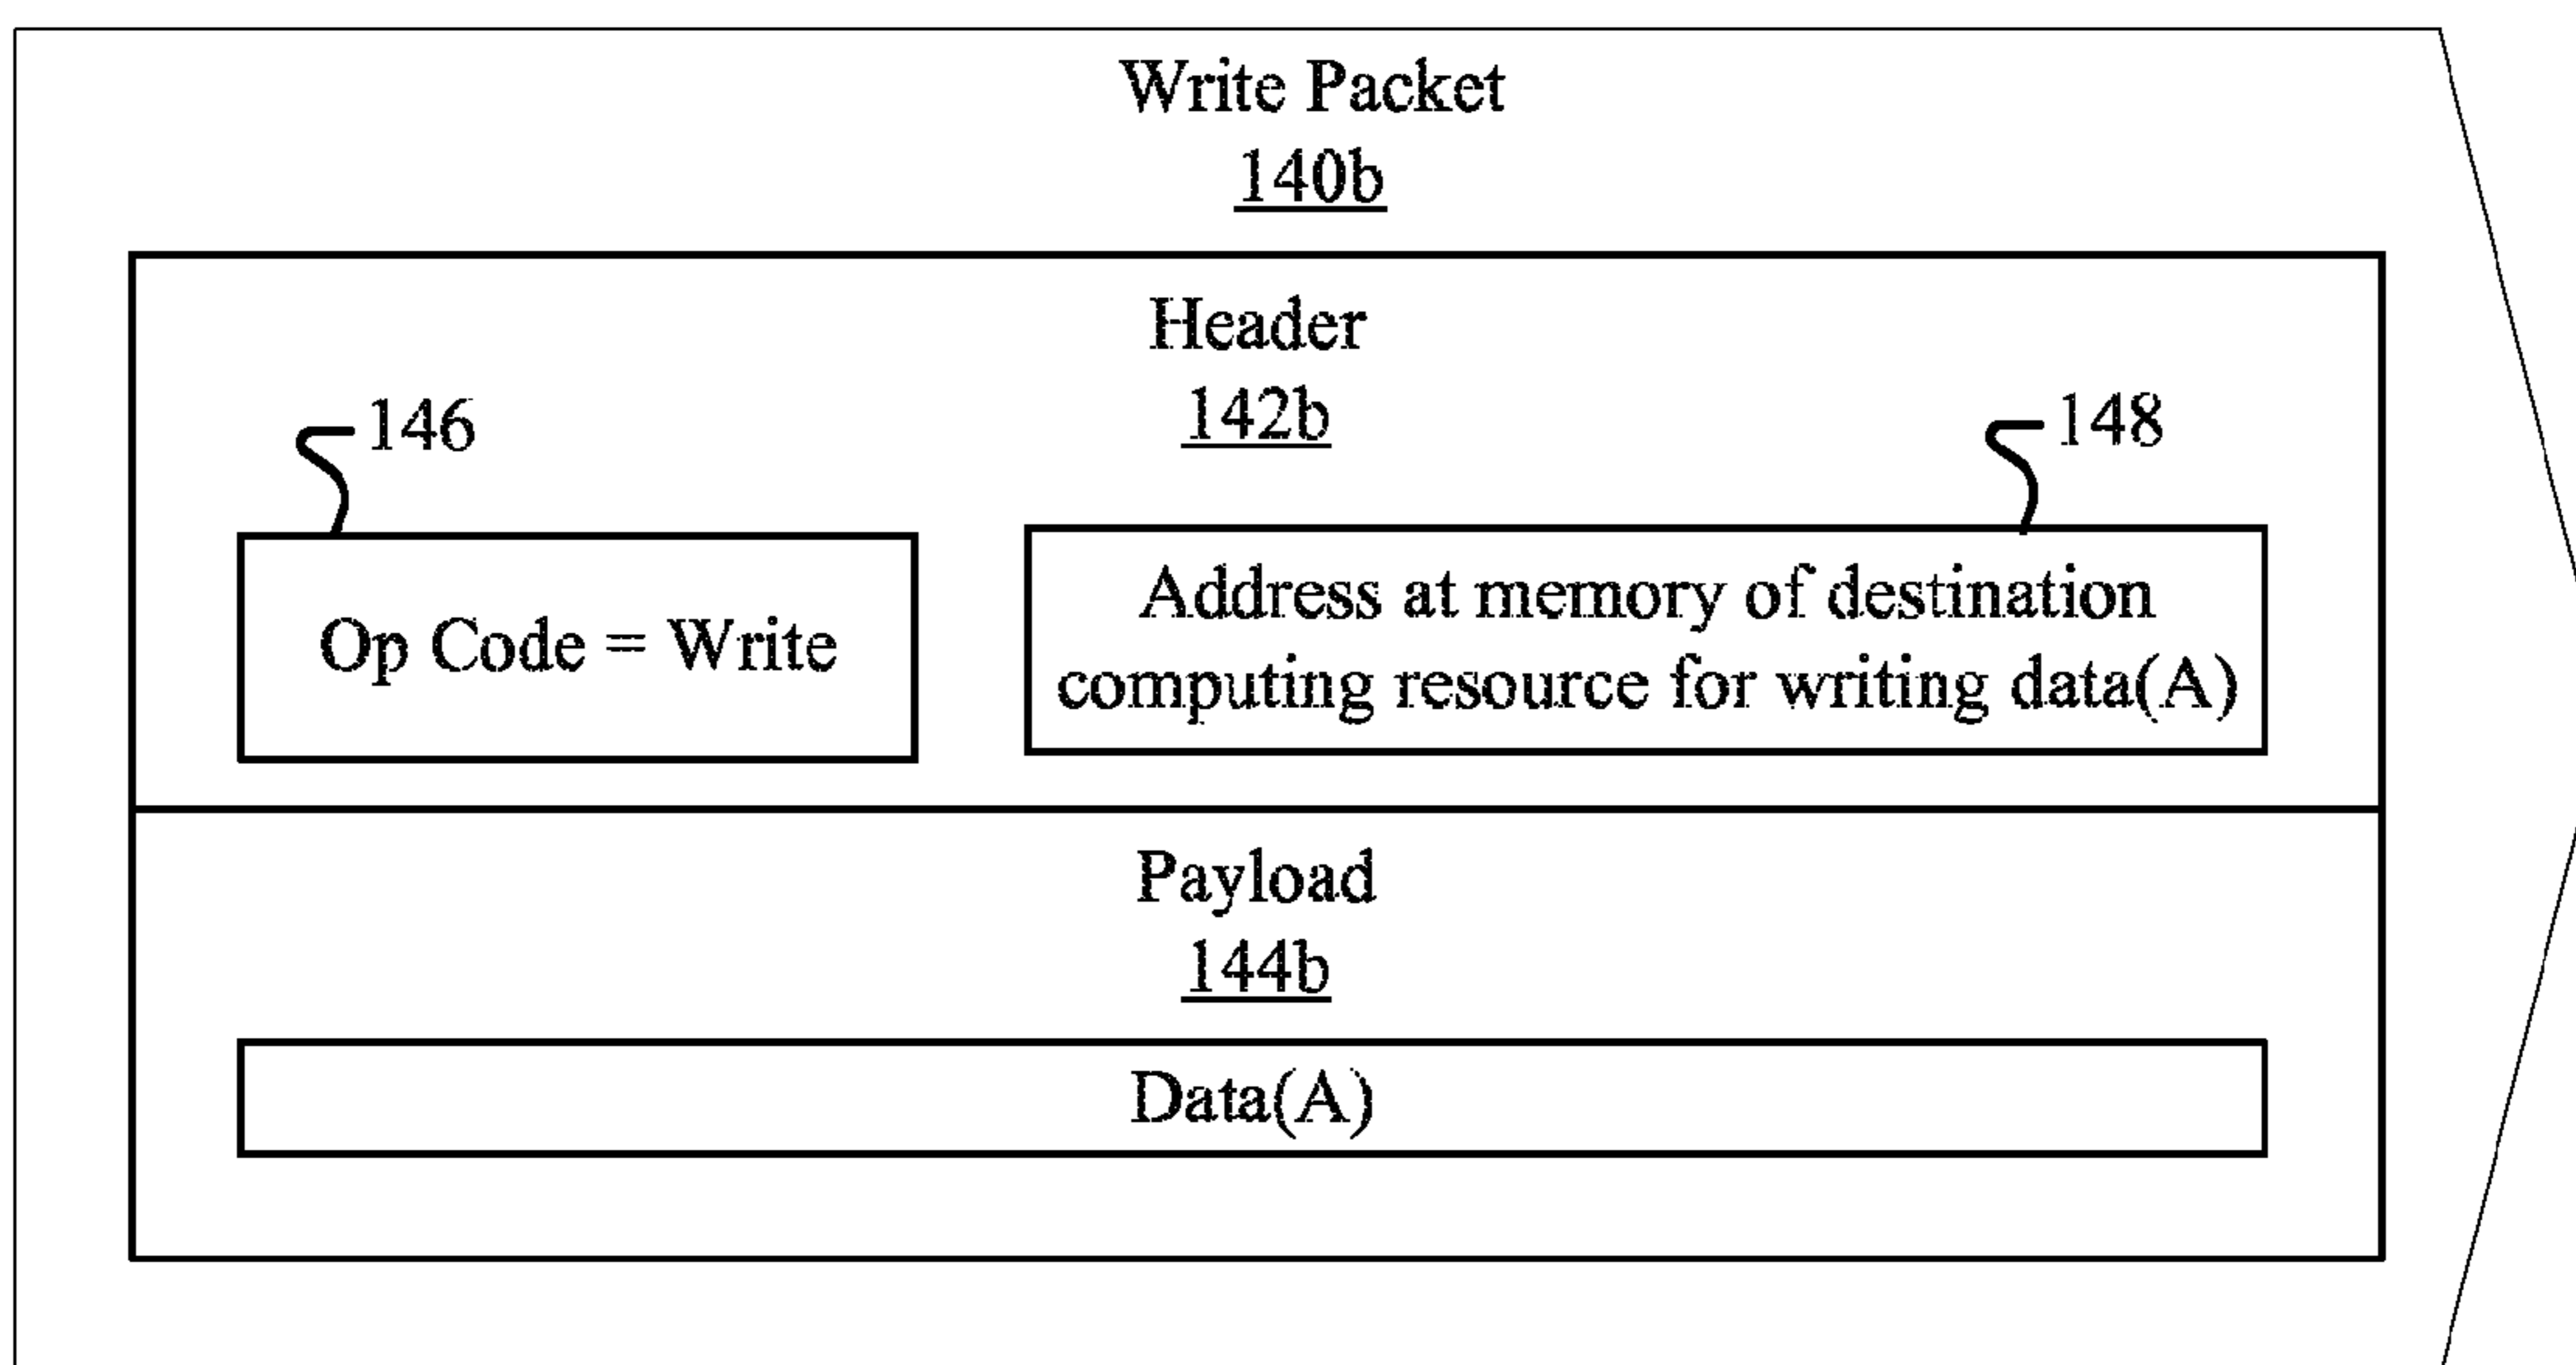 Write Packet
140b
Header
142b
146
148
Op Code = Write
Address at memory of destination
computing resource for writing data(A)
Payload
144b
Data(A)